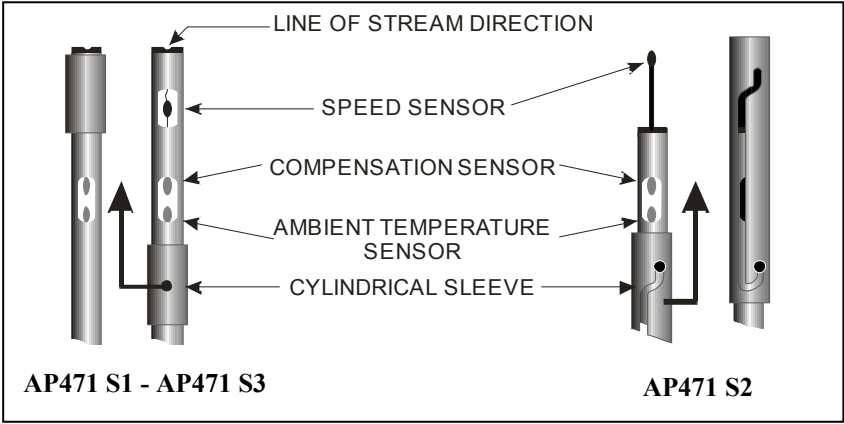 LINE OF STREAM DIRECTION
SPEED SENSOR
COMPENSATION SENSOR
AMBIENT TEMPERATURE
SENSOR
CYLINDRICAL SLEEVE
AP471 S1 - AP471 S3
AP471 S2